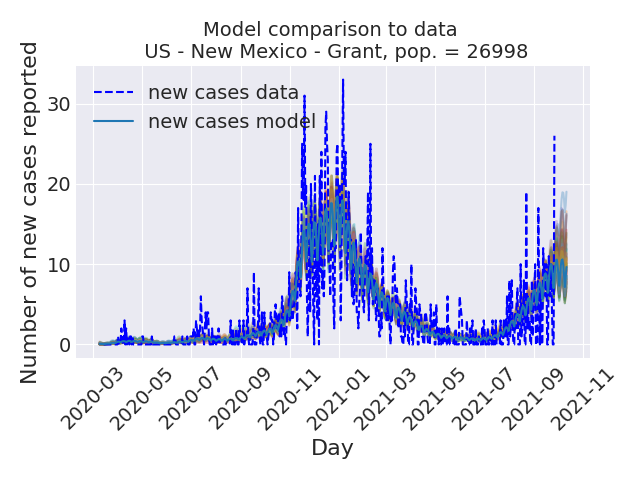 Model comparison to data
US - New Mexico - Grant, pop. = 26998
Number of new cases reported
30
20
10
0
new cases data
new cases model
2020-03
2020-05
2020-07
2020-09
2020-11
2021-01
2021-03
2021-05
2021-07
2021-09
2021-11
Day